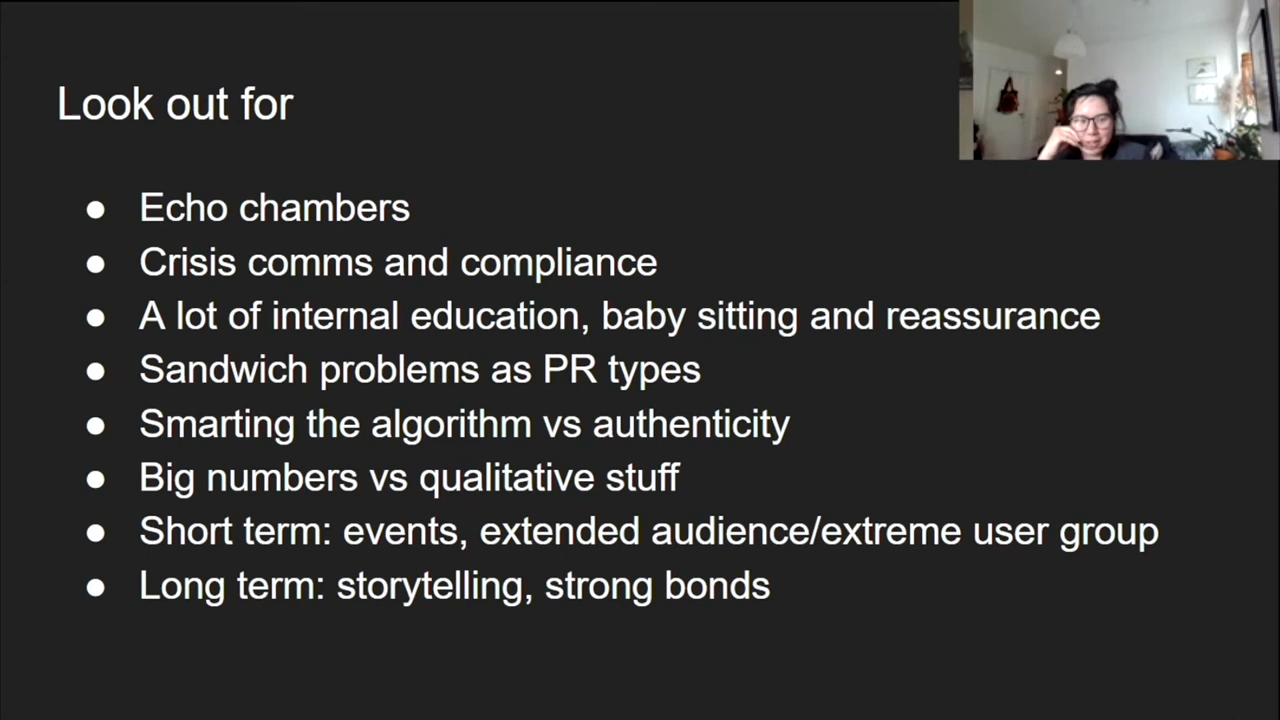 Look out for
● Echo chambers
● Crisis comms and compliance
● A lot of internal education, baby sitting and reassurance
● Sandwich problems as PR types
● Smarting the algorithm vs authenticity
● Big numbers vs qualitative stuff
● Short term: events, extended audience/extreme user group
● Long term: storytelling, strong bonds